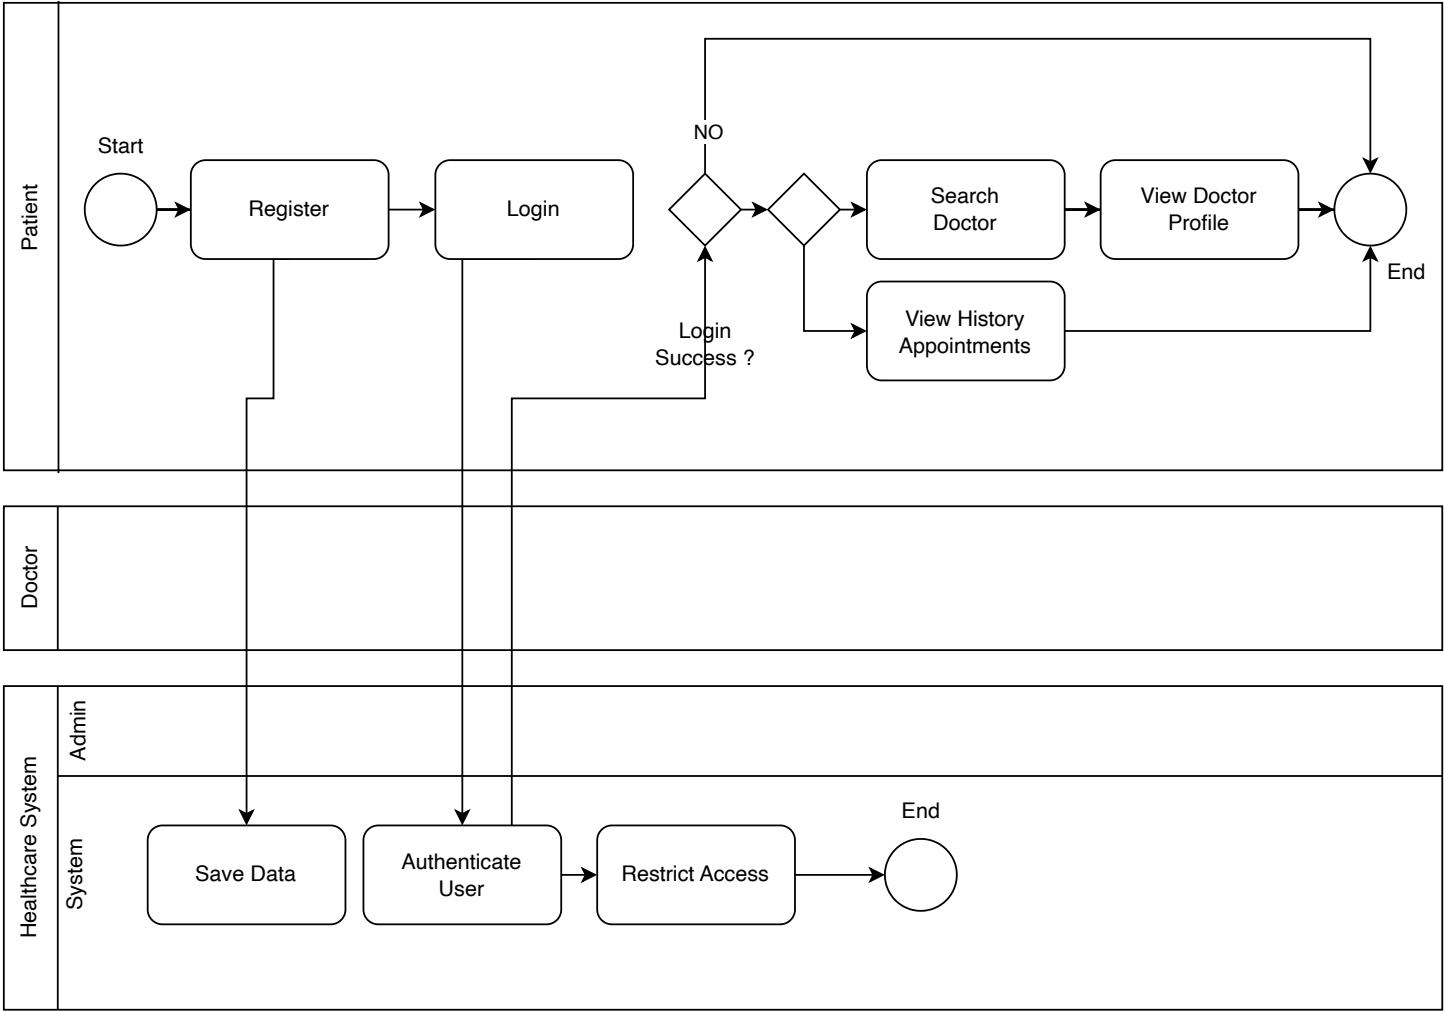 Patient
Start
Register
Login
NO
Search
Doctor
View Doctor
Profile
End
Login
Success ?
View History
Appointments
Doctor
Healthcare System
Admin
System
Save Data
Authenticate
User
Restrict Access
End